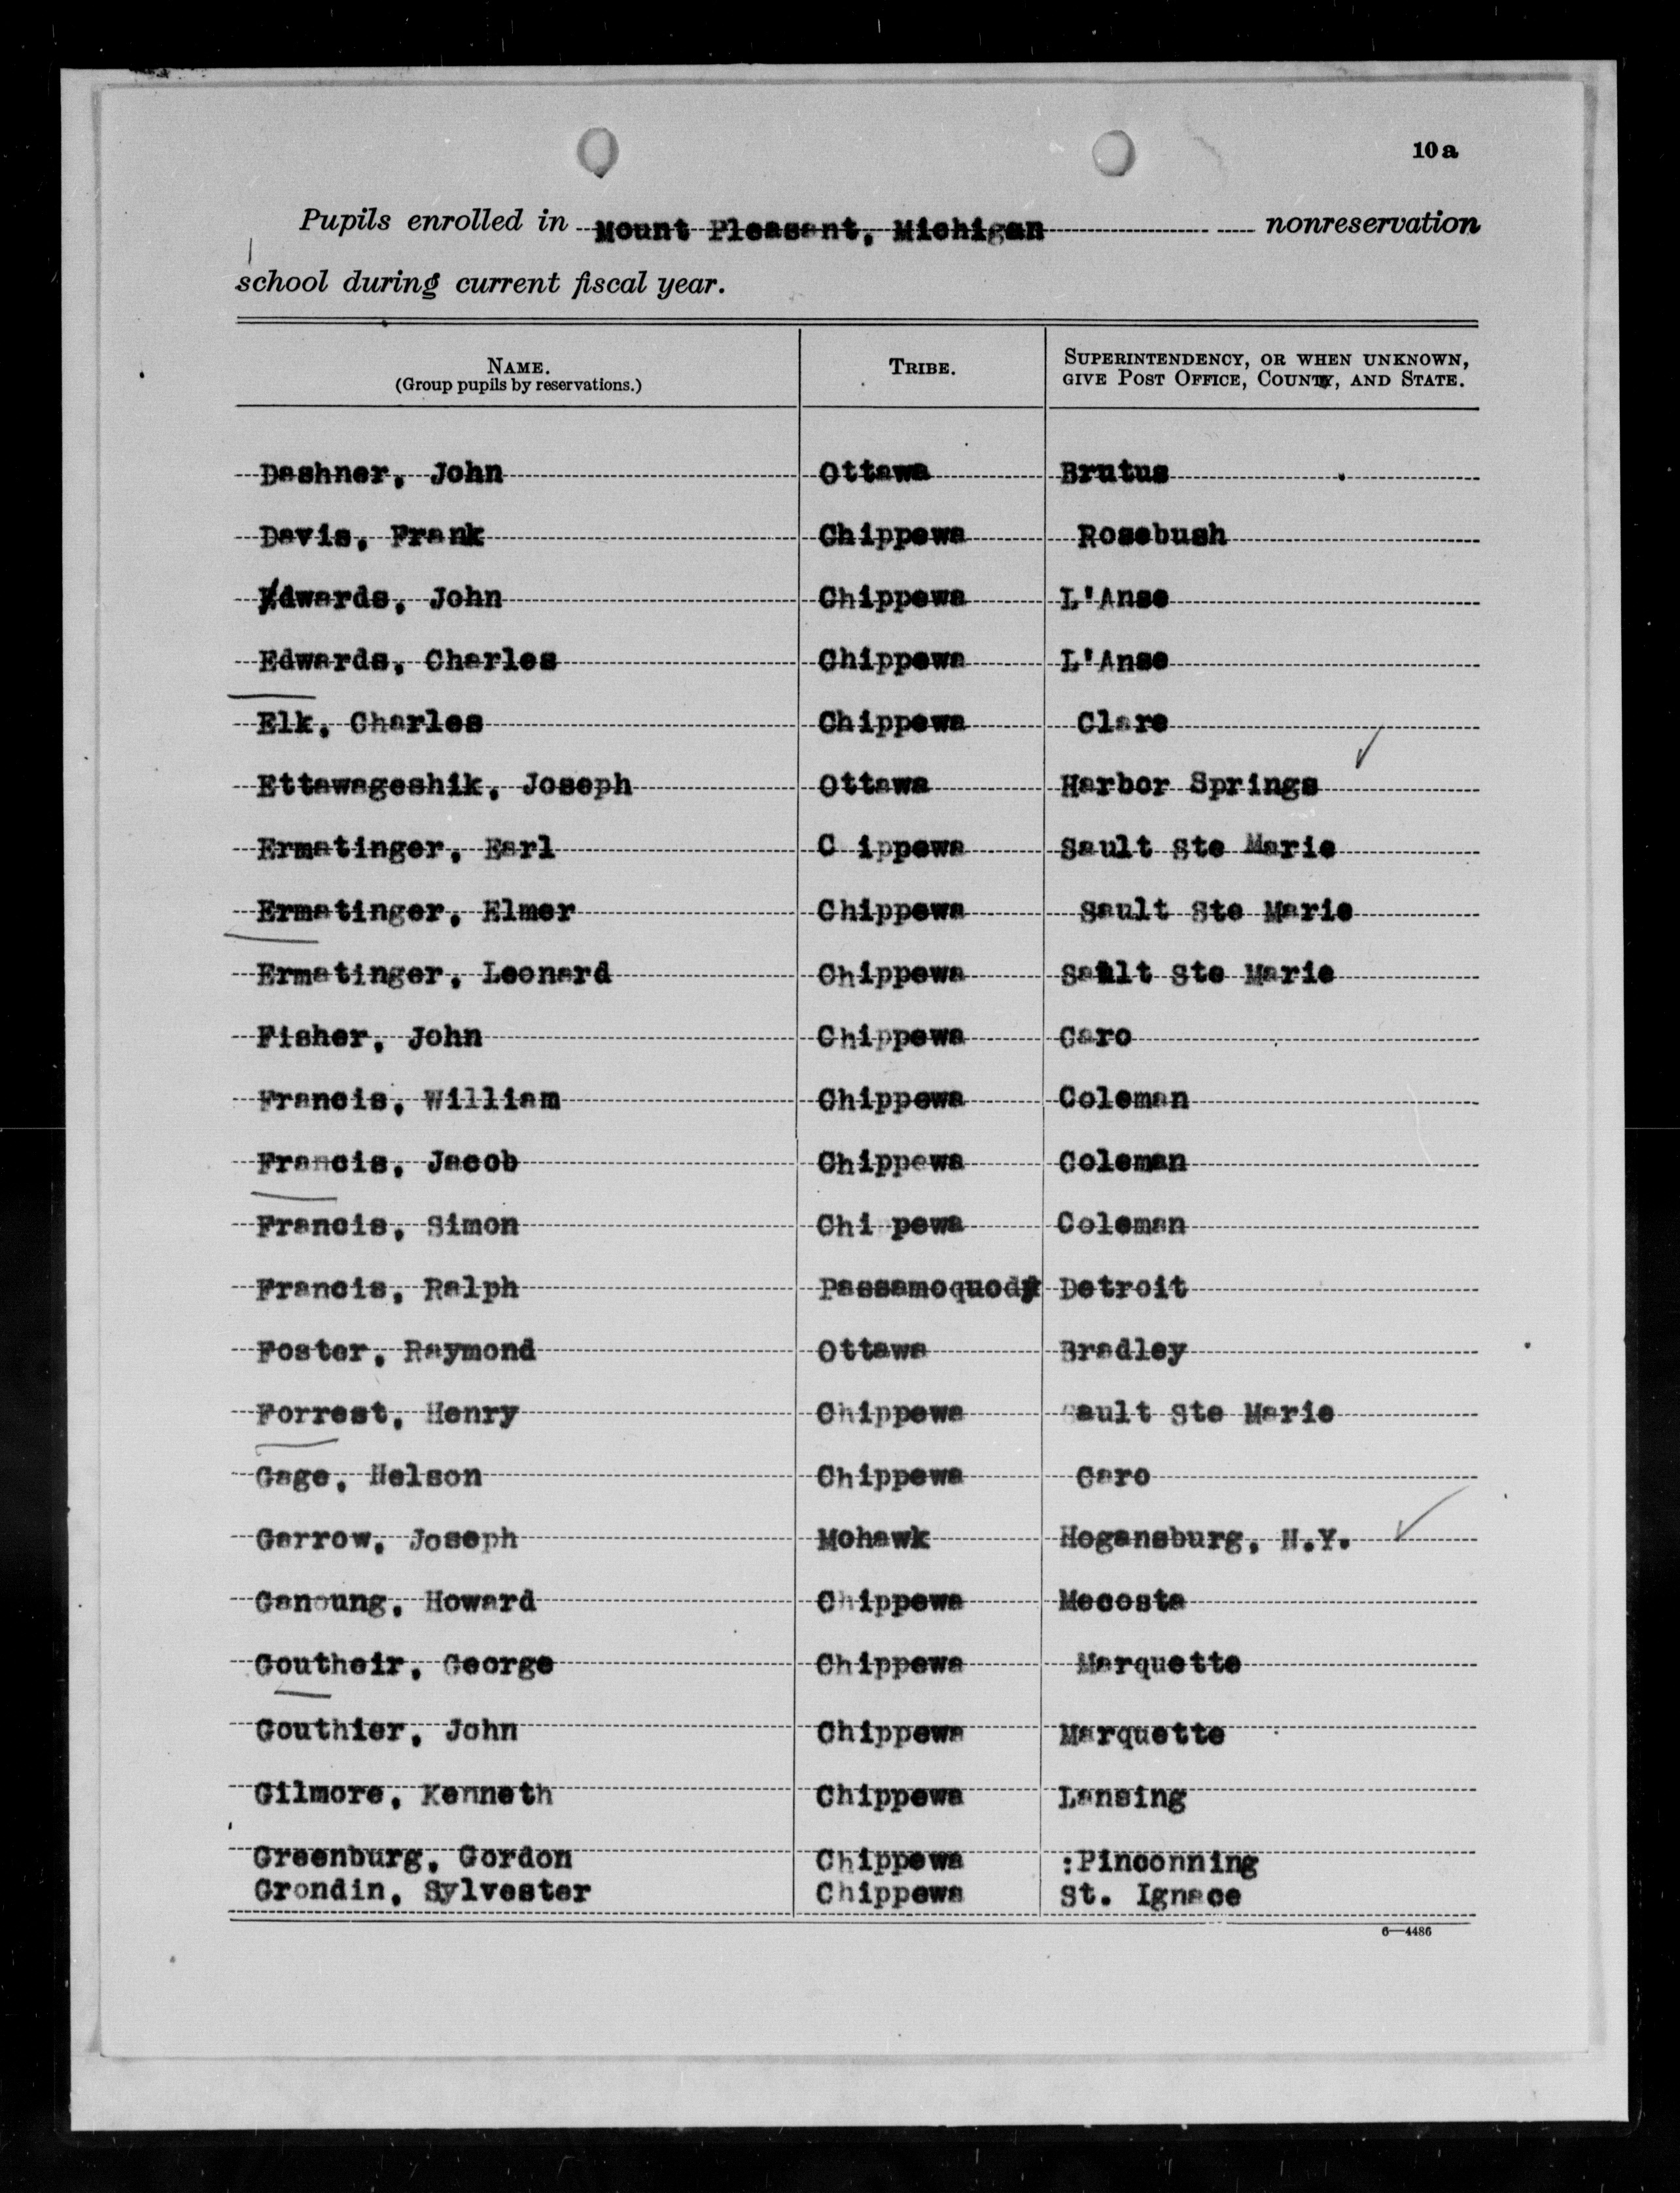 10 a
Pupils enrolled in Mount Pleasant, Michigan nonreservation
school during current fiscal year.
NAME. TRIBE. SUPERINTENDENCY, OR WHEN UNKNOWN,
(Group pupils by reservations.) GIVE POST OFFICE, COUNTY, AND STATE.
Dashner, John Ottawa Brutus
Davis, Frank Chippewa Rosebush
Edwards, John Chippewa L'Anse
Edwards, Charles Chippewa L'Anse
Elk, Charles Chippewa Clare
Ettawageshik, Joseph Ottawa Harbor Springs ✓
Ermatinger, Earl C ippewa Sault Ste Marie
Ermatinger, Elmer Chippewa Sault Ste Marie
Ermatinger, Leonard Chippewa Sault Ste Marie
Fisher, John Chippewa Caro
Francis, William Chippewa Coleman
Francis, Jacob Chippewa Coleman
Francis, Simon Chi pewa Coleman
Francis, Ralph Passamoquody Detroit
Foster, Raymond Ottawa Bradley
Forrest, Henry Chippewa Sault Ste Marie
Gage, Nelson Chippewa Caro
Garrow, Joseph Mohawk Hogansburg, N.Y. ✓
Ganoung, Howard Chippewa Mecosta
Goutheir, George Chippewa Marquette
Gouthier, John Chippewa Marquette
Gilmore, Kenneth Chippewa Lansing
Greenburg, Gordon Chippewa :Pinconning
Grondin, Sylvester Chippewa St. Ignace
6—4486